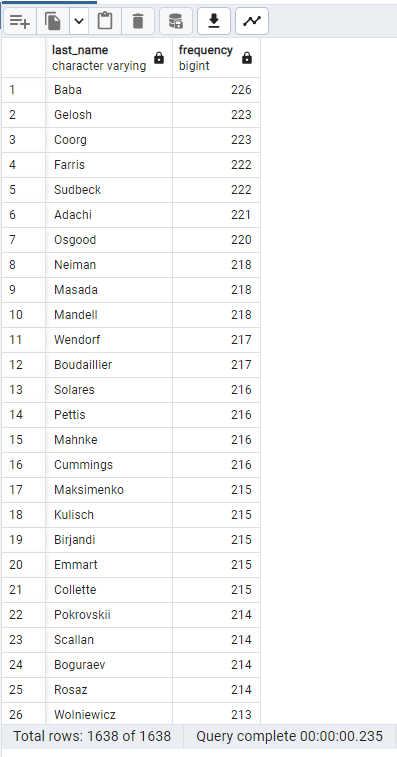 last_name frequency
character varying bigint
1 Baba 226
2 Gelosh 223
3 Coorg 223
4 Farris 222
5 Sudbeck 222
6 Adachi 221
7 Osgood 220
8 Neiman 218
9 Masada 218
10 Mandell 218
11 Wendorf 217
12 Boudaillier 217
13 Solares 216
14 Pettis 216
15 Mahnke 216
16 Cummings 216
17 Maksimenko 215
18 Kulisch 215
19 Birjandi 215
20 Emmart 215
21 Collette 215
22 Pokrovskii 214
23 Scallan 214
24 Boguraev 214
25 Rosaz 214
26 Wolniewicz 213
Total rows: 1638 of 1638 Query complete 00:00:00.235